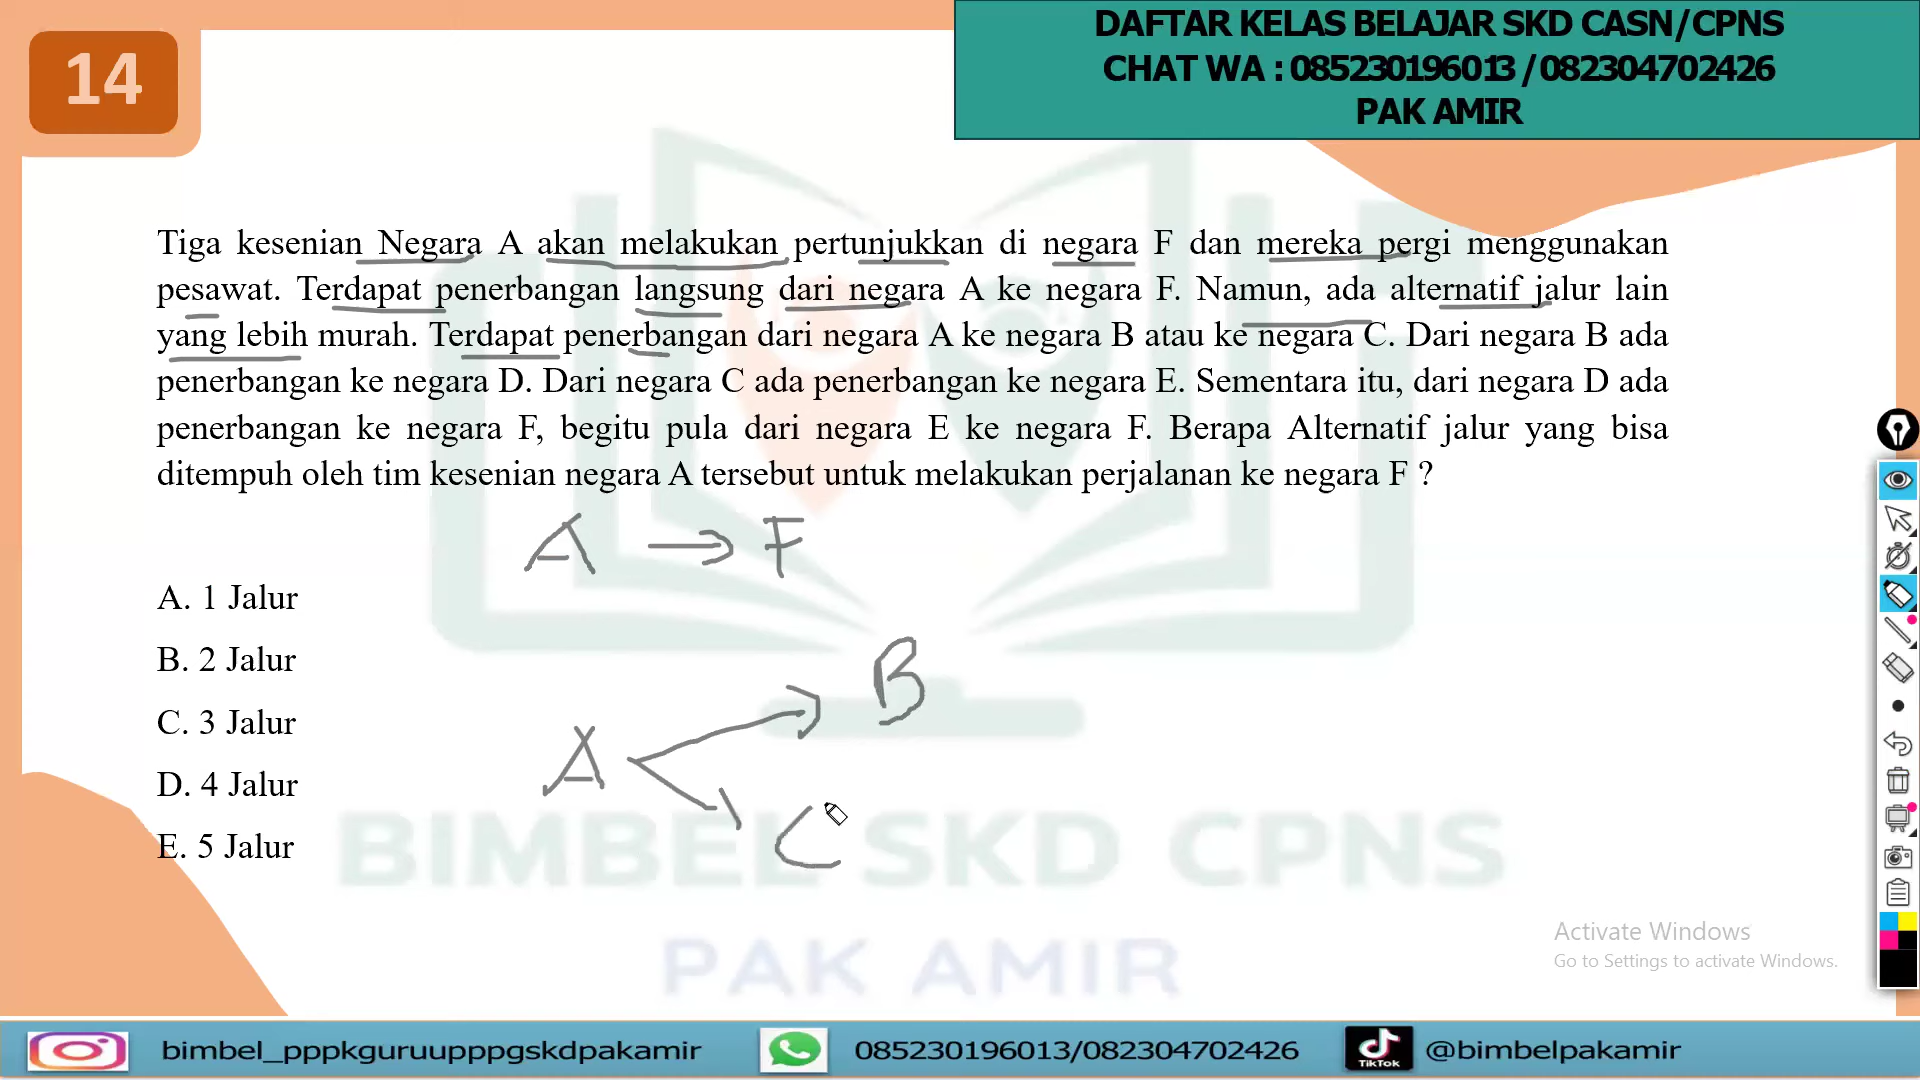 14
DAFTAR KELAS BELAJAR SKD CASN/CPNS
CHAT WA : 085230196013 / 082304702426
PAK AMIR
Tiga kesenian Negara A akan melakukan pertunjukkan di negara F dan mereka pergi menggunakan
pesawat. Terdapat penerbangan langsung dari negara A ke negara F. Namun, ada alternatif jalur lain
yang lebih murah. Terdapat penerbangan dari negara A ke negara B atau ke negara C. Dari negara B ada
penerbangan ke negara D. Dari negara C ada penerbangan ke negara E. Sementara itu, dari negara D ada
penerbangan ke negara F, begitu pula dari negara E ke negara F. Berapa Alternatif jalur yang bisa
ditempuh oleh tim kesenian negara A tersebut untuk melakukan perjalanan ke negara F ?
A → F
A. 1 Jalur
B. 2 Jalur
C. 3 Jalur
D. 4 Jalur
E. 5 Jalur
B
A
C
BIMBEL SKD CPNS
PAK AMIR
Activate Windows
Go to Settings to activate Windows.
bimbel_pppkguruupppgskdpakamir
085230196013/082304702426
TikTok
@bimbelpakamir